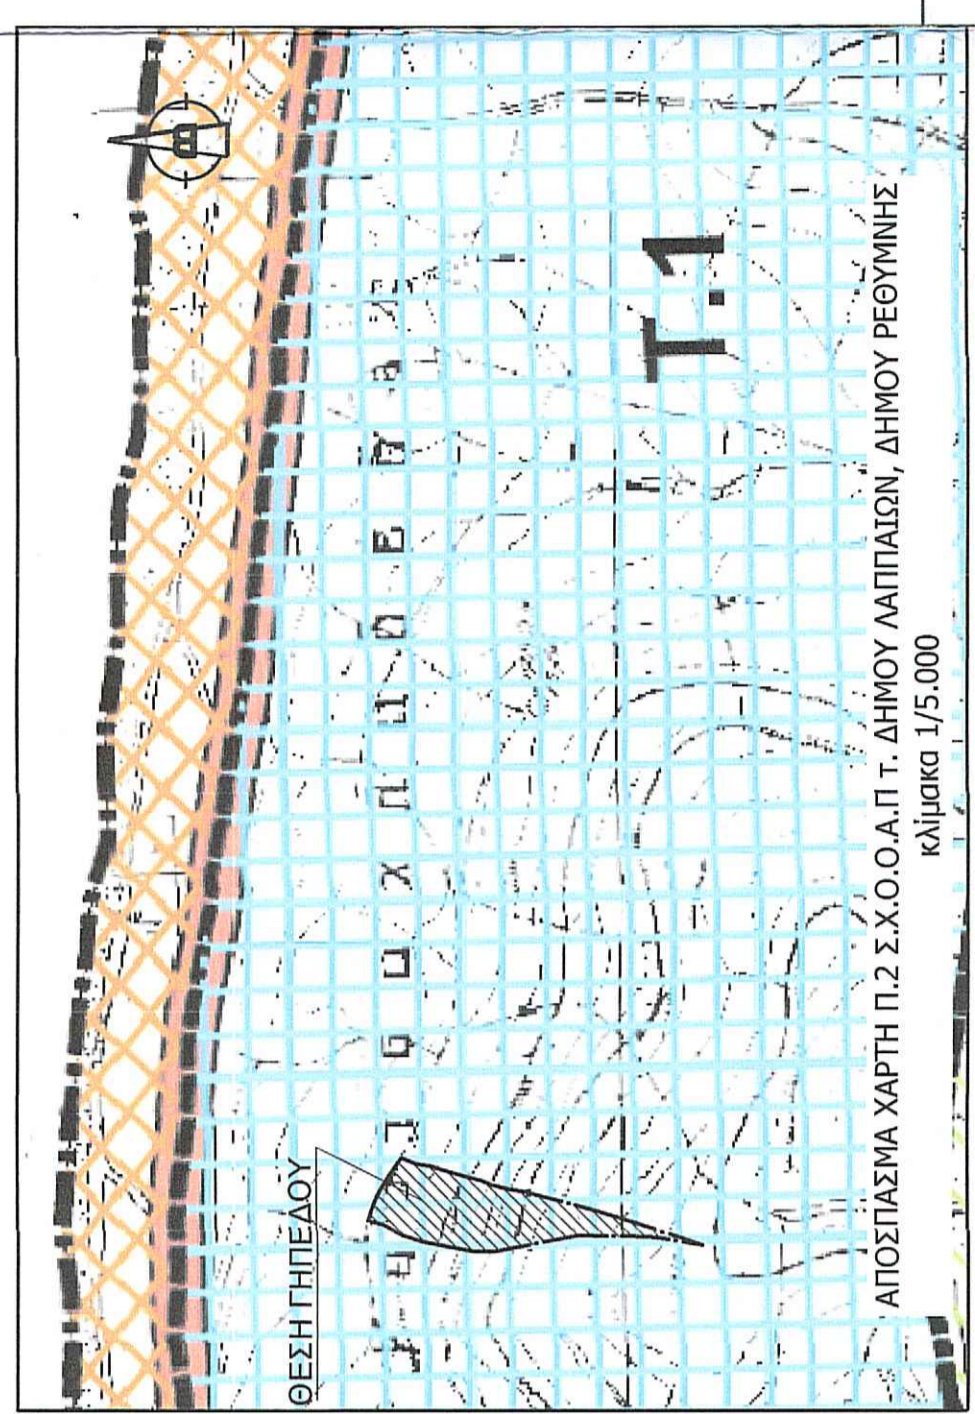 Β
ΘΕΣΗ ΓΗΠΕΔΟΥ
Τ.1
ΑΠΟΣΠΑΣΜΑ ΧΑΡΤΗ Π.2 Σ.Χ.Ο.Ο.Α.Π τ. ΔΗΜΟΥ ΛΑΠΠΑΙΩΝ, ΔΗΜΟΥ ΡΕΘΥΜΝΗΣ
κλίμακα 1/5.000